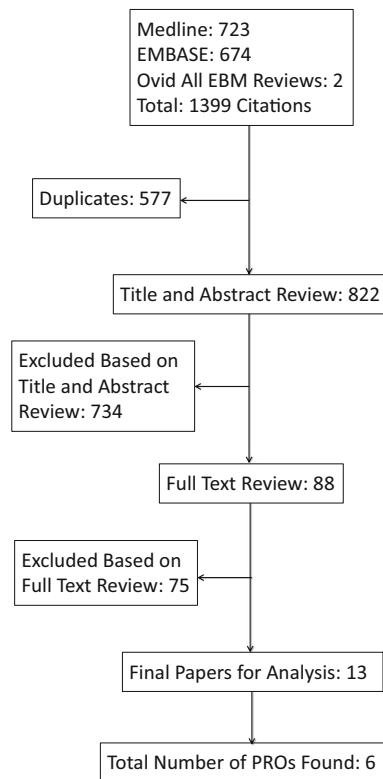 Medline: 723
EMBASE: 674
Ovid All EBM Reviews: 2
Total: 1399 Citations
Duplicates: 577
Title and Abstract Review: 822
Excluded Based on
Title and Abstract
Review: 734
Full Text Review: 88
Excluded Based on
Full Text Review: 75
Final Papers for Analysis: 13
Total Number of PROs Found: 6